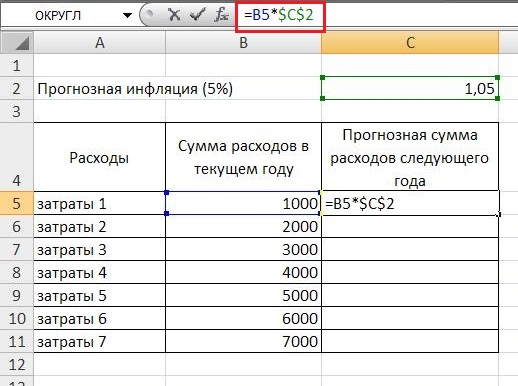 ОКРУГЛ =B5*$C$2
A B C
1
2 Прогнозная инфляция (5%) 1,05
3
4 Расходы Сумма расходов в текущем году Прогнозная сумма расходов следующего года
5 затраты 1 1000 =B5*$C$2
6 затраты 2 2000
7 затраты 3 3000
8 затраты 4 4000
9 затраты 5 5000
10 затраты 6 6000
11 затраты 7 7000
12